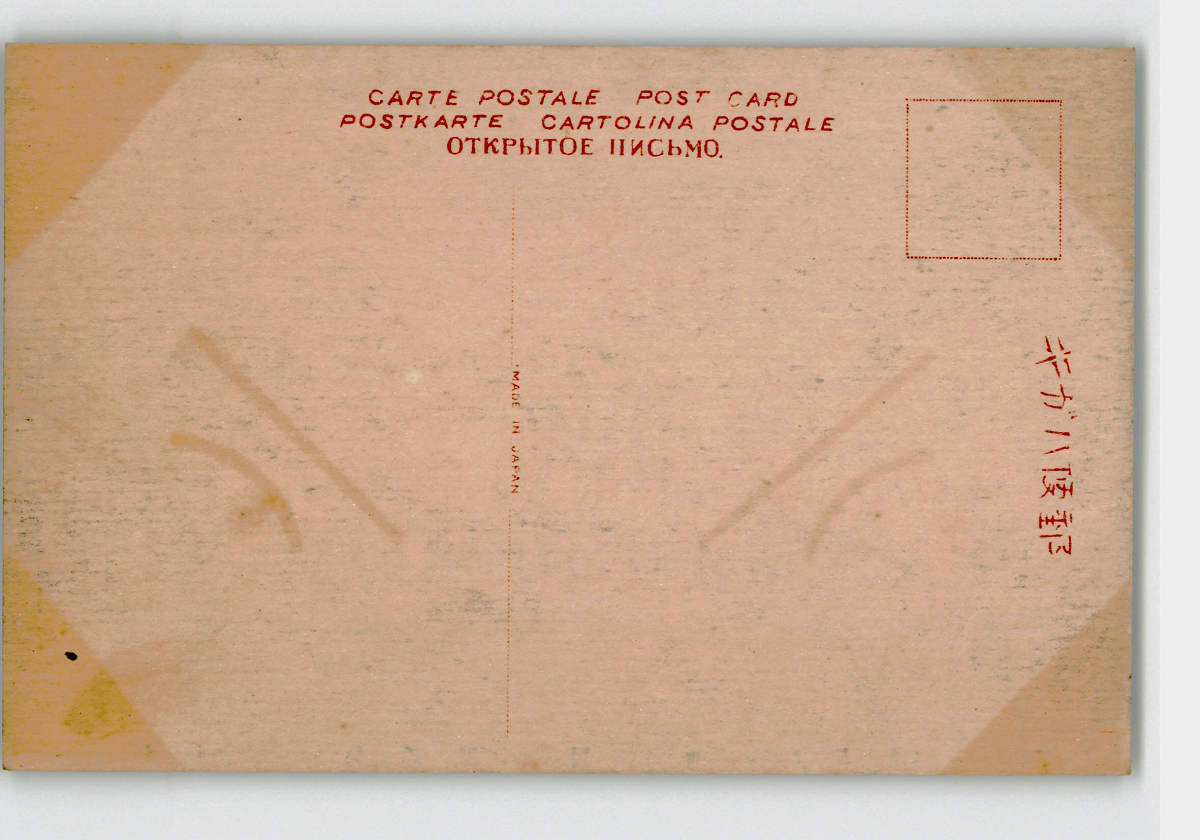 CARTE POSTALE POST CARD
POSTKARTE CARTOLINA POSTALE
ОТКРЫТОЕ ПИСЬМО.
MADE IN JAPAN
郵便ハガキ